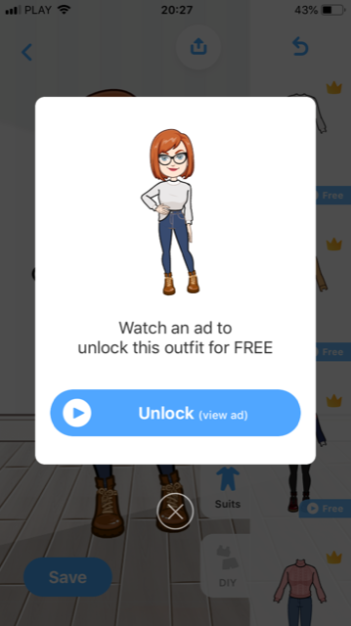 PLAY 20:27 43%
Free
Free
Watch an ad to
unlock this outfit for FREE
Unlock (view ad)
Suits
Free
DIY
Save